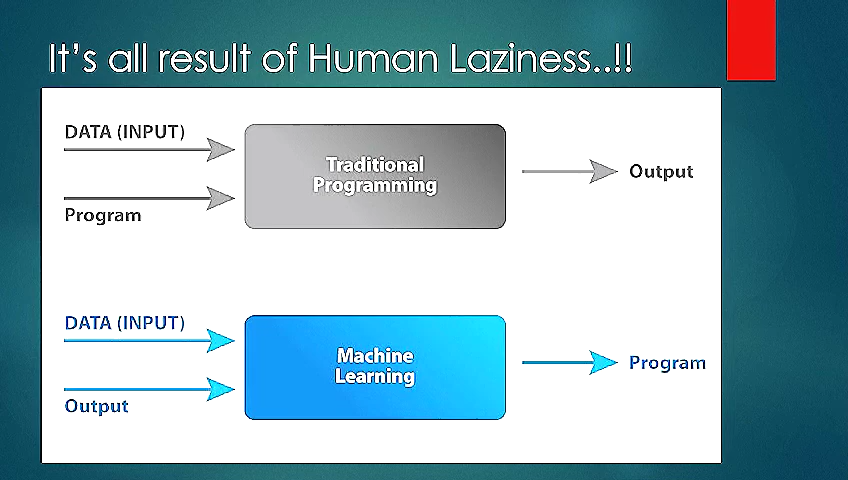 It's all result of Human Laziness..!!
DATA (INPUT)
Program
Traditional
Programming
Output
DATA (INPUT)
Output
Machine
Learning
Program